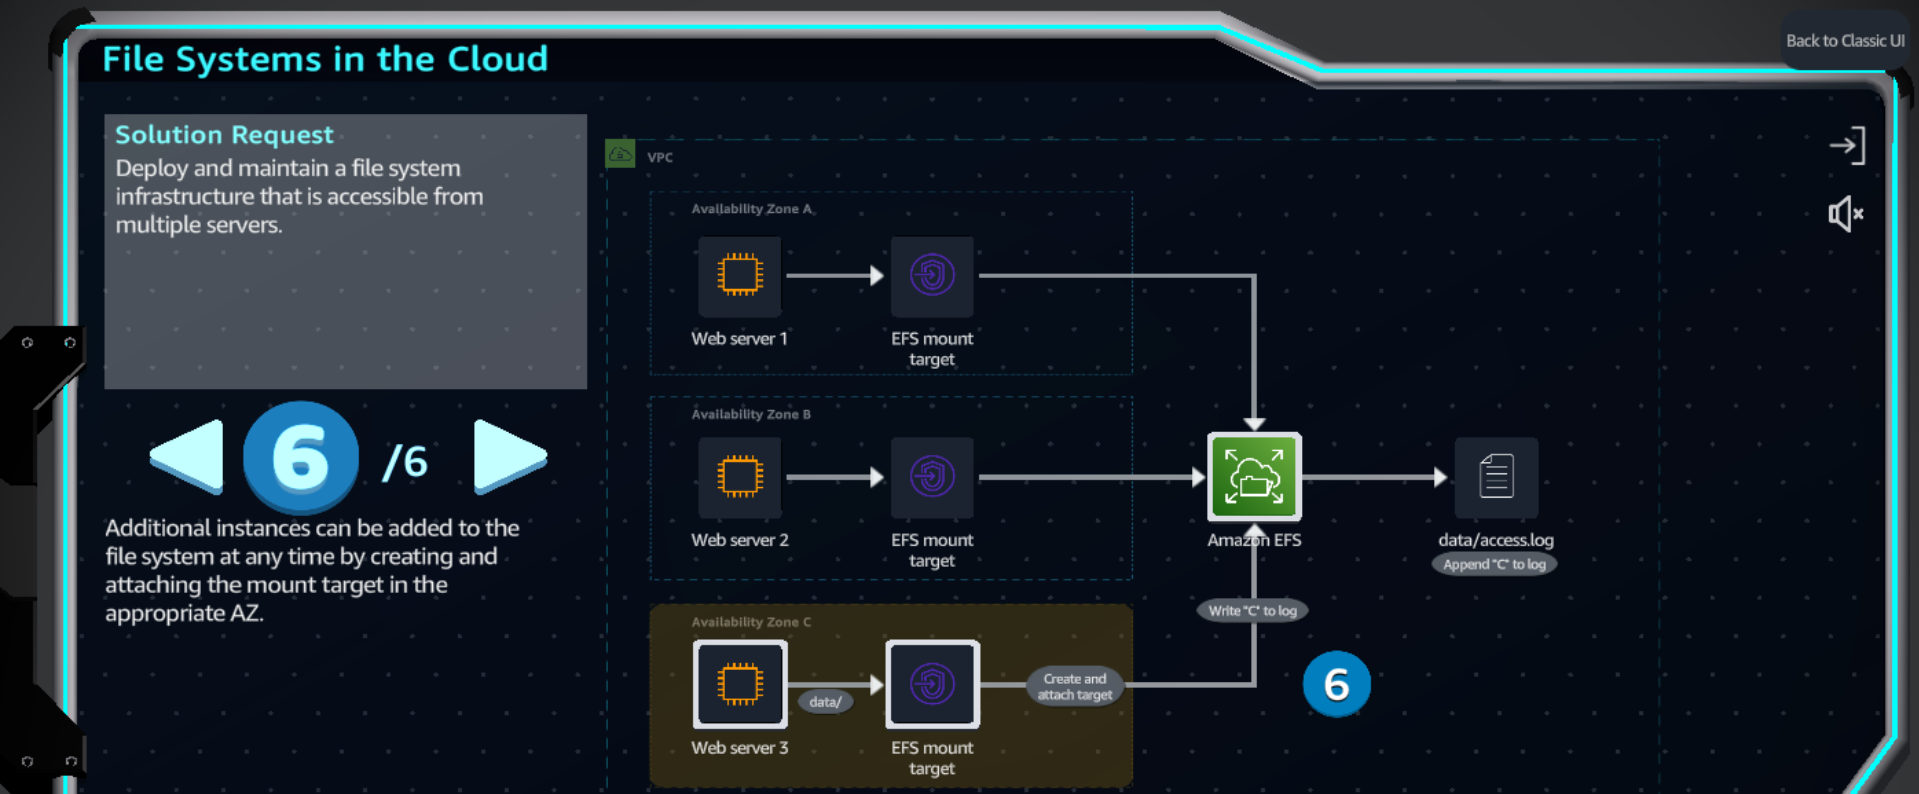 Back to Classic UI
File Systems in the Cloud
Solution Request
Deploy and maintain a file system
infrastructure that is accessible from
multiple servers.
6
/6
Additional instances can be added to the
file system at any time by creating and
attaching the mount target in the
appropriate AZ.
VPC
Availability Zone A
Web server 1
EFS mount
target
Availability Zone B
Web server 2
EFS mount
target
Amazon EFS
data/access.log
Append "C" to log
Write "C" to log
Availability Zone C
data/
Create and
attach target
6
Web server 3
EFS mount
target